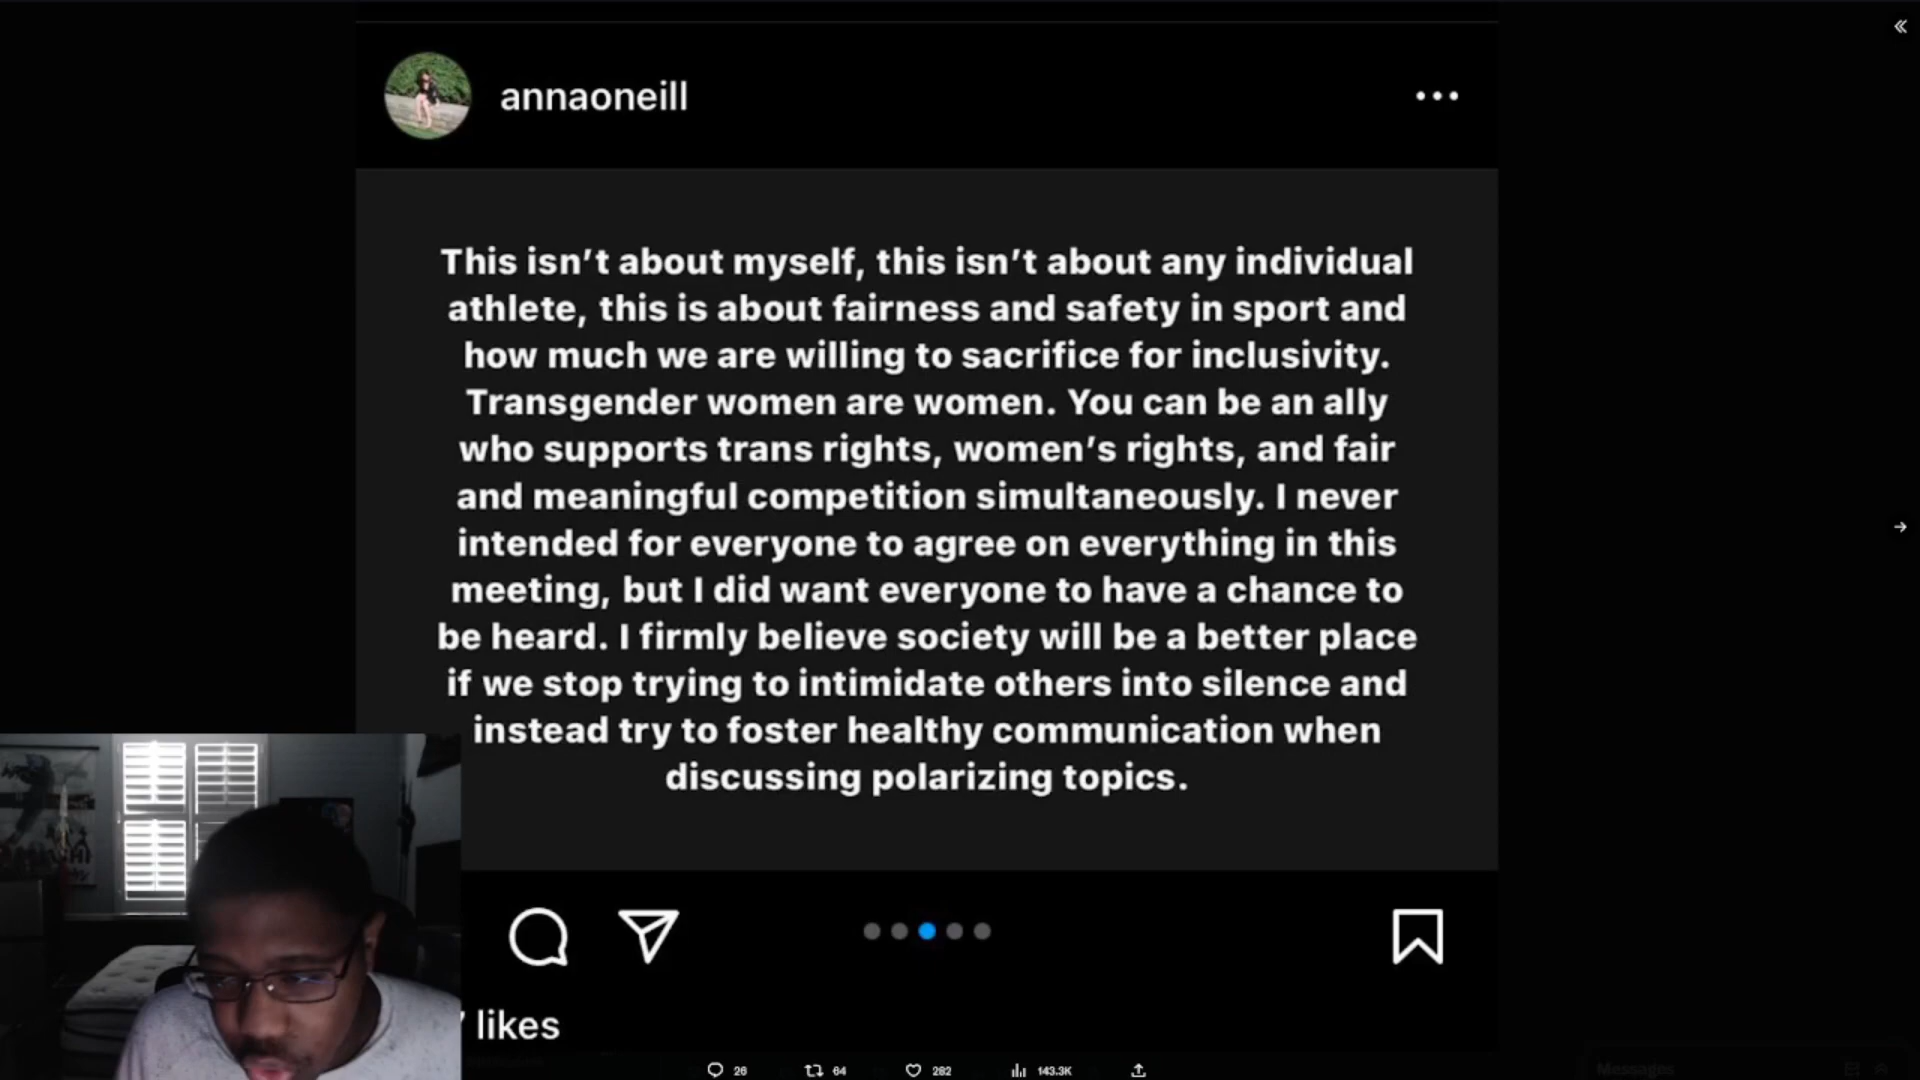 annaoneill
This isn’t about myself, this isn’t about any individual
athlete, this is about fairness and safety in sport and
how much we are willing to sacrifice for inclusivity.
Transgender women are women. You can be an ally
who supports trans rights, women’s rights, and fair
and meaningful competition simultaneously. I never
intended for everyone to agree on everything in this
meeting, but I did want everyone to have a chance to
be heard. I firmly believe society will be a better place
if we stop trying to intimidate others into silence and
instead try to foster healthy communication when
discussing polarizing topics.
likes
26 64 282 143.3K
Messages